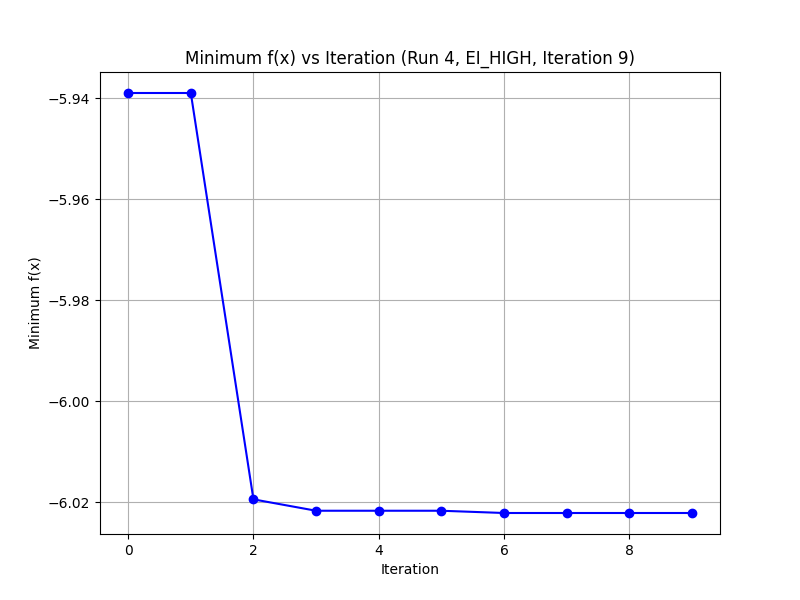 Minimum f(x) vs Iteration (Run 4, EI_HIGH, Iteration 9)
−5.94
−5.96
−5.98
−6.00
−6.02
Minimum f(x)
0 2 4 6 8
Iteration